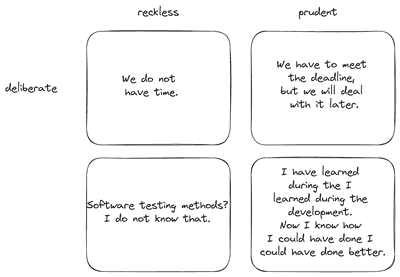 reckless
prudent
deliberate
We do not
have time.
We have to meet
the deadline,
but we will deal
with it later.
Software testing methods?
I do not know that.
I have learned
during the I
learned during the
development.
Now I know how
I could have done I
could have done better.